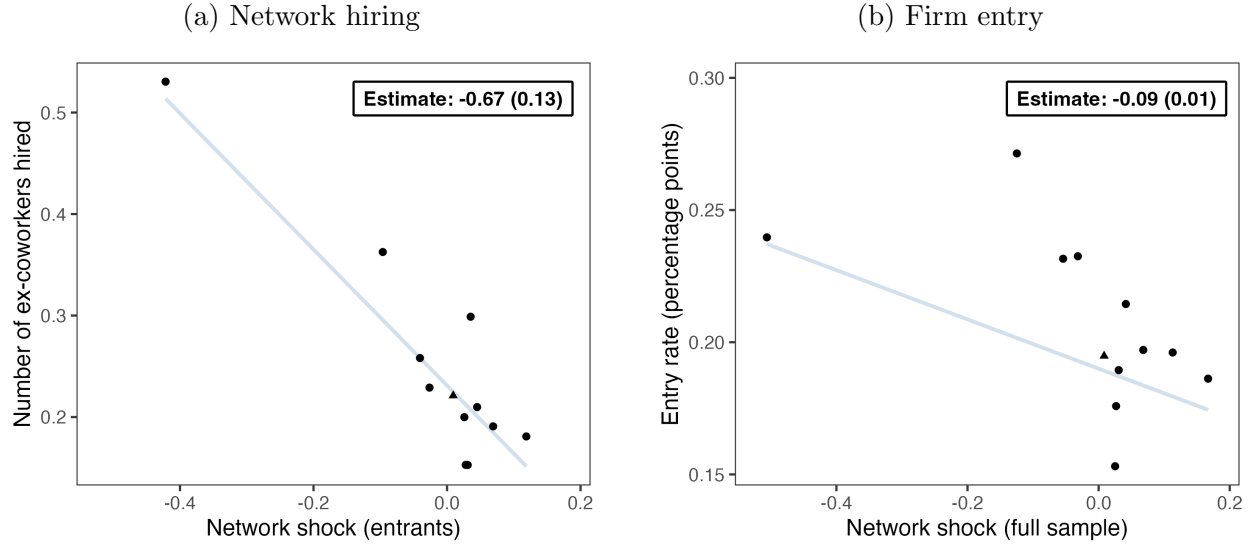 (a) Network hiring
Number of ex-coworkers hired
0.5
0.4
0.3
0.2
Estimate: -0.67 (0.13)
-0.4 -0.2 0.0 0.2
Network shock (entrants)
(b) Firm entry
Entry rate (percentage points)
0.30
0.25
0.20
0.15
Estimate: -0.09 (0.01)
-0.4 -0.2 0.0 0.2
Network shock (full sample)